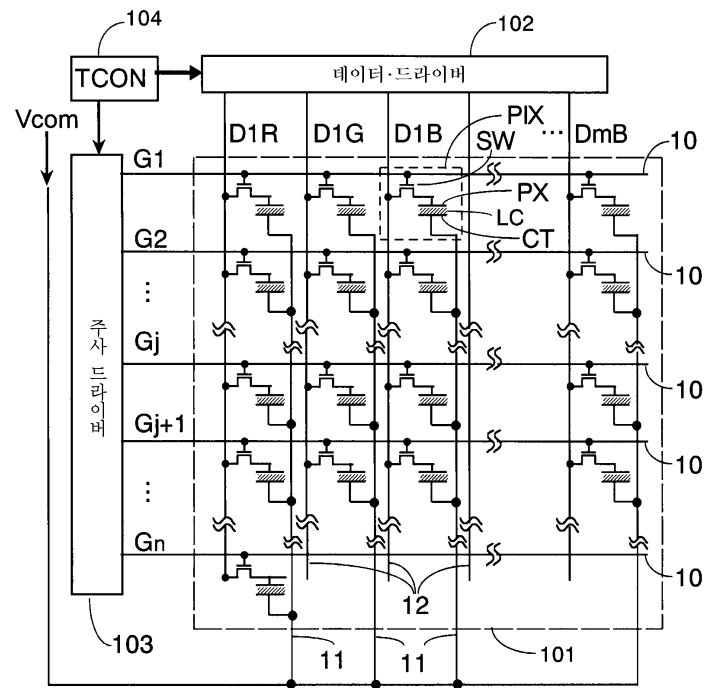 104
102
TCON
테이터·드라이버
Vcom
D1R
D1G
D1B
PIX
SW
...
DmB
G1
10
PX
LC
CT
G2
10
⋮
Gj
10
주사 드라이버
Gj+1
10
⋮
Gn
10
12
103
11
11
101